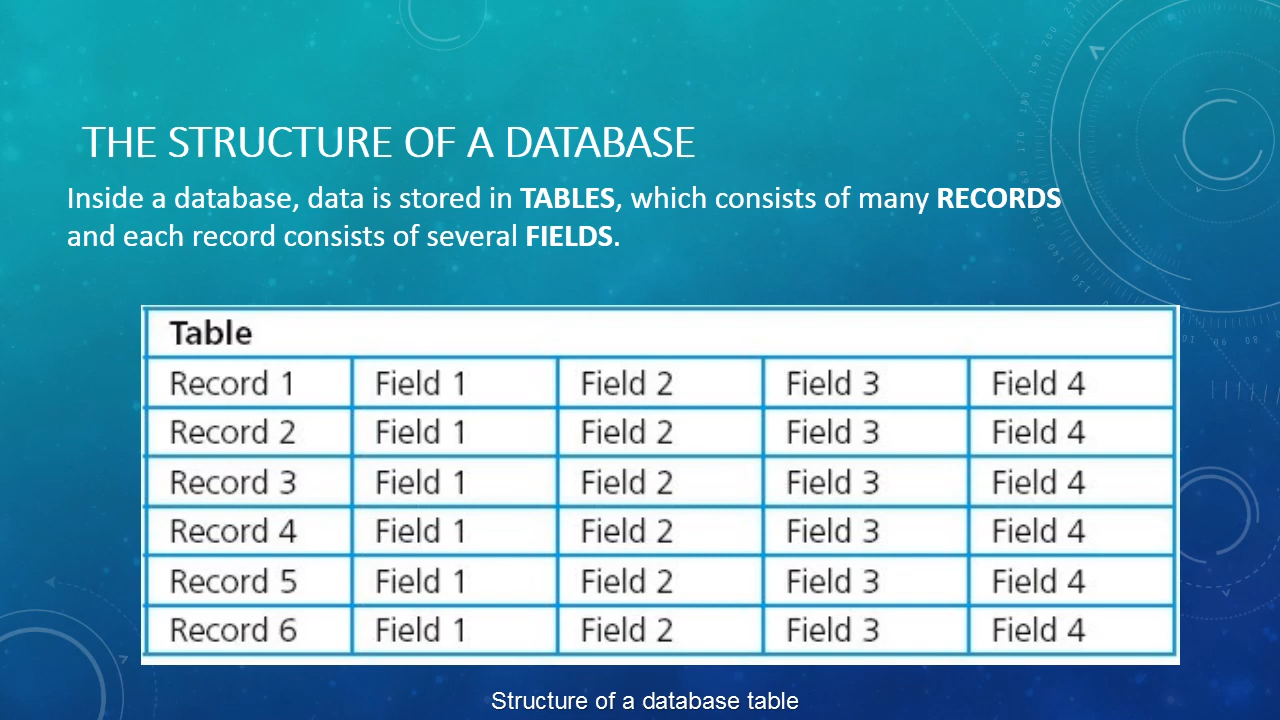 THE STRUCTURE OF A DATABASE
Inside a database, data is stored in TABLES, which consists of many RECORDS
and each record consists of several FIELDS.
Table
Record 1 Field 1 Field 2 Field 3 Field 4
Record 2 Field 1 Field 2 Field 3 Field 4
Record 3 Field 1 Field 2 Field 3 Field 4
Record 4 Field 1 Field 2 Field 3 Field 4
Record 5 Field 1 Field 2 Field 3 Field 4
Record 6 Field 1 Field 2 Field 3 Field 4
Structure of a database table